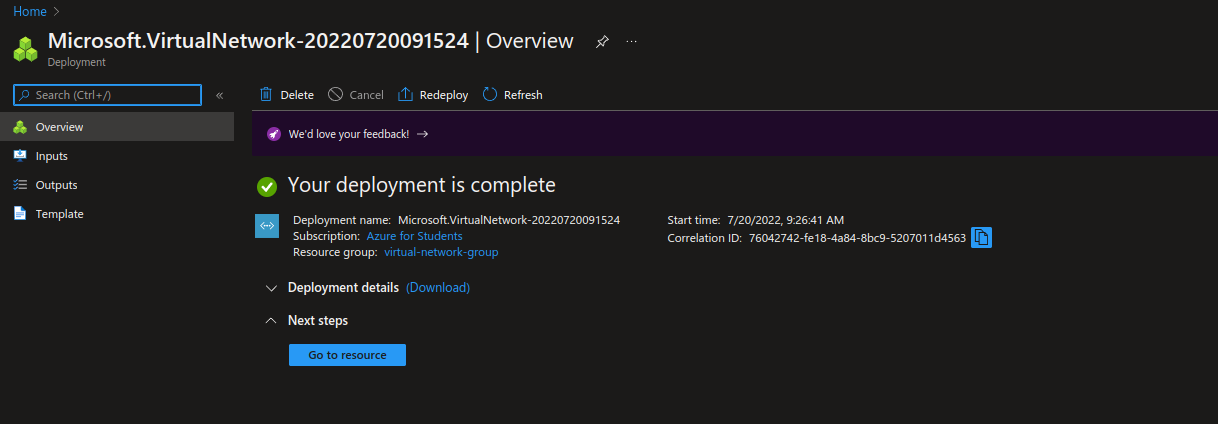 Home >
Microsoft.VirtualNetwork-20220720091524 | Overview ...
Deployment
Search (Ctrl+/) «
Delete Cancel Redeploy Refresh
Overview
Inputs
Outputs
Template
We'd love your feedback! →
Your deployment is complete
Deployment name: Microsoft.VirtualNetwork-20220720091524
Subscription: Azure for Students
Resource group: virtual-network-group
Start time: 7/20/2022, 9:26:41 AM
Correlation ID: 76042742-fe18-4a84-8bc9-5207011d4563
Deployment details (Download)
Next steps
Go to resource